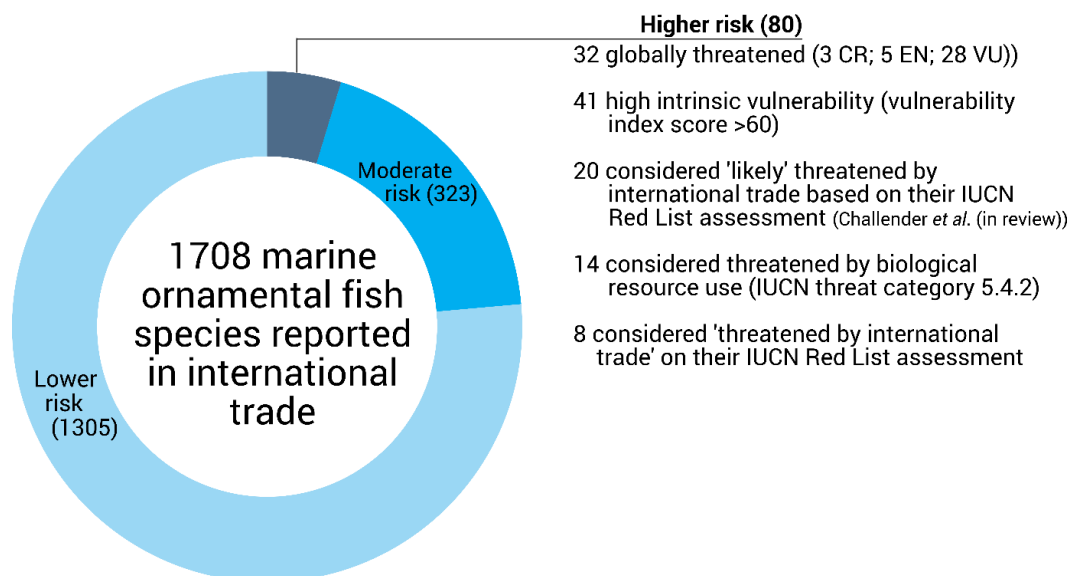 Higher risk (80)
32 globally threatened (3 CR; 5 EN; 28 VU))
41 high intrinsic vulnerability (vulnerability
index score >60)
20 considered 'likely' threatened by
international trade based on their IUCN
Red List assessment (Challender et al. (in review))
14 considered threatened by biological
resource use (IUCN threat category 5.4.2)
8 considered 'threatened by international
trade' on their IUCN Red List assessment
Moderate
risk (323)
1708 marine
ornamental fish
species reported
in international
trade
Lower
risk
(1305)